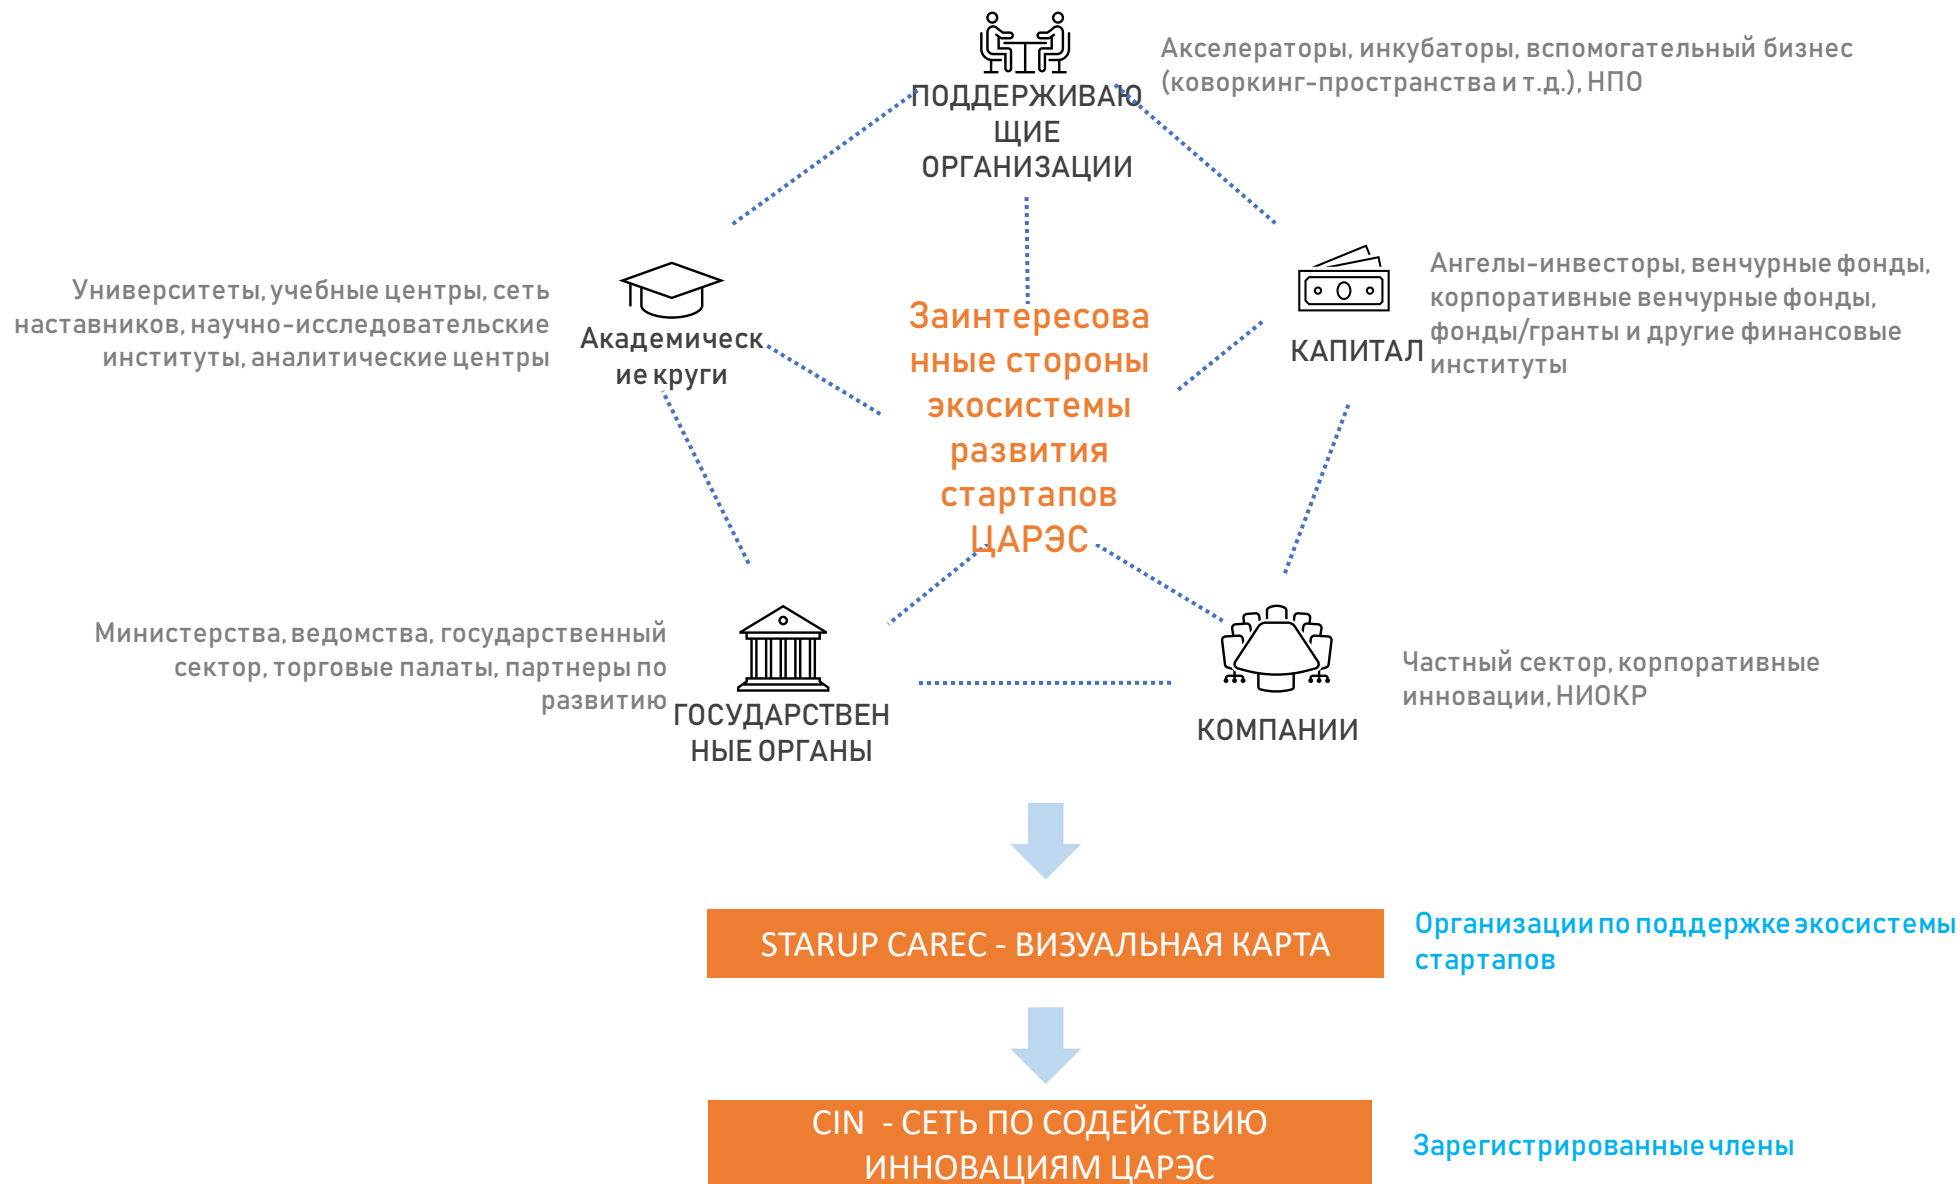 Акселераторы, инкубаторы, вспомогательный бизнес
(коворкинг-пространства и т.д.), НПО
ПОДДЕРЖИВАЮ
ЩИЕ
ОРГАНИЗАЦИИ
Университеты, учебные центры, сеть
наставников, научно-исследовательские
институты, аналитические центры
Академическ
ие круги
Заинтересова
нные стороны
экосистемы
развития
стартапов
ЦАРЭС
КАПИТАЛ
Ангелы-инвесторы, венчурные фонды,
корпоративные венчурные фонды,
фонды/гранты и другие финансовые
институты
Министерства, ведомства, государственный
сектор, торговые палаты, партнеры по
развитию
ГОСУДАРСТВЕН
НЫЕ ОРГАНЫ
КОМПАНИИ
Частный сектор, корпоративные
инновации, НИОКР
STARUP CAREC - ВИЗУАЛЬНАЯ КАРТА
Организации по поддержке экосистемы
стартапов
CIN - СЕТЬ ПО СОДЕЙСТВИЮ
ИННОВАЦИЯМ ЦАРЭС
Зарегистрированные члены